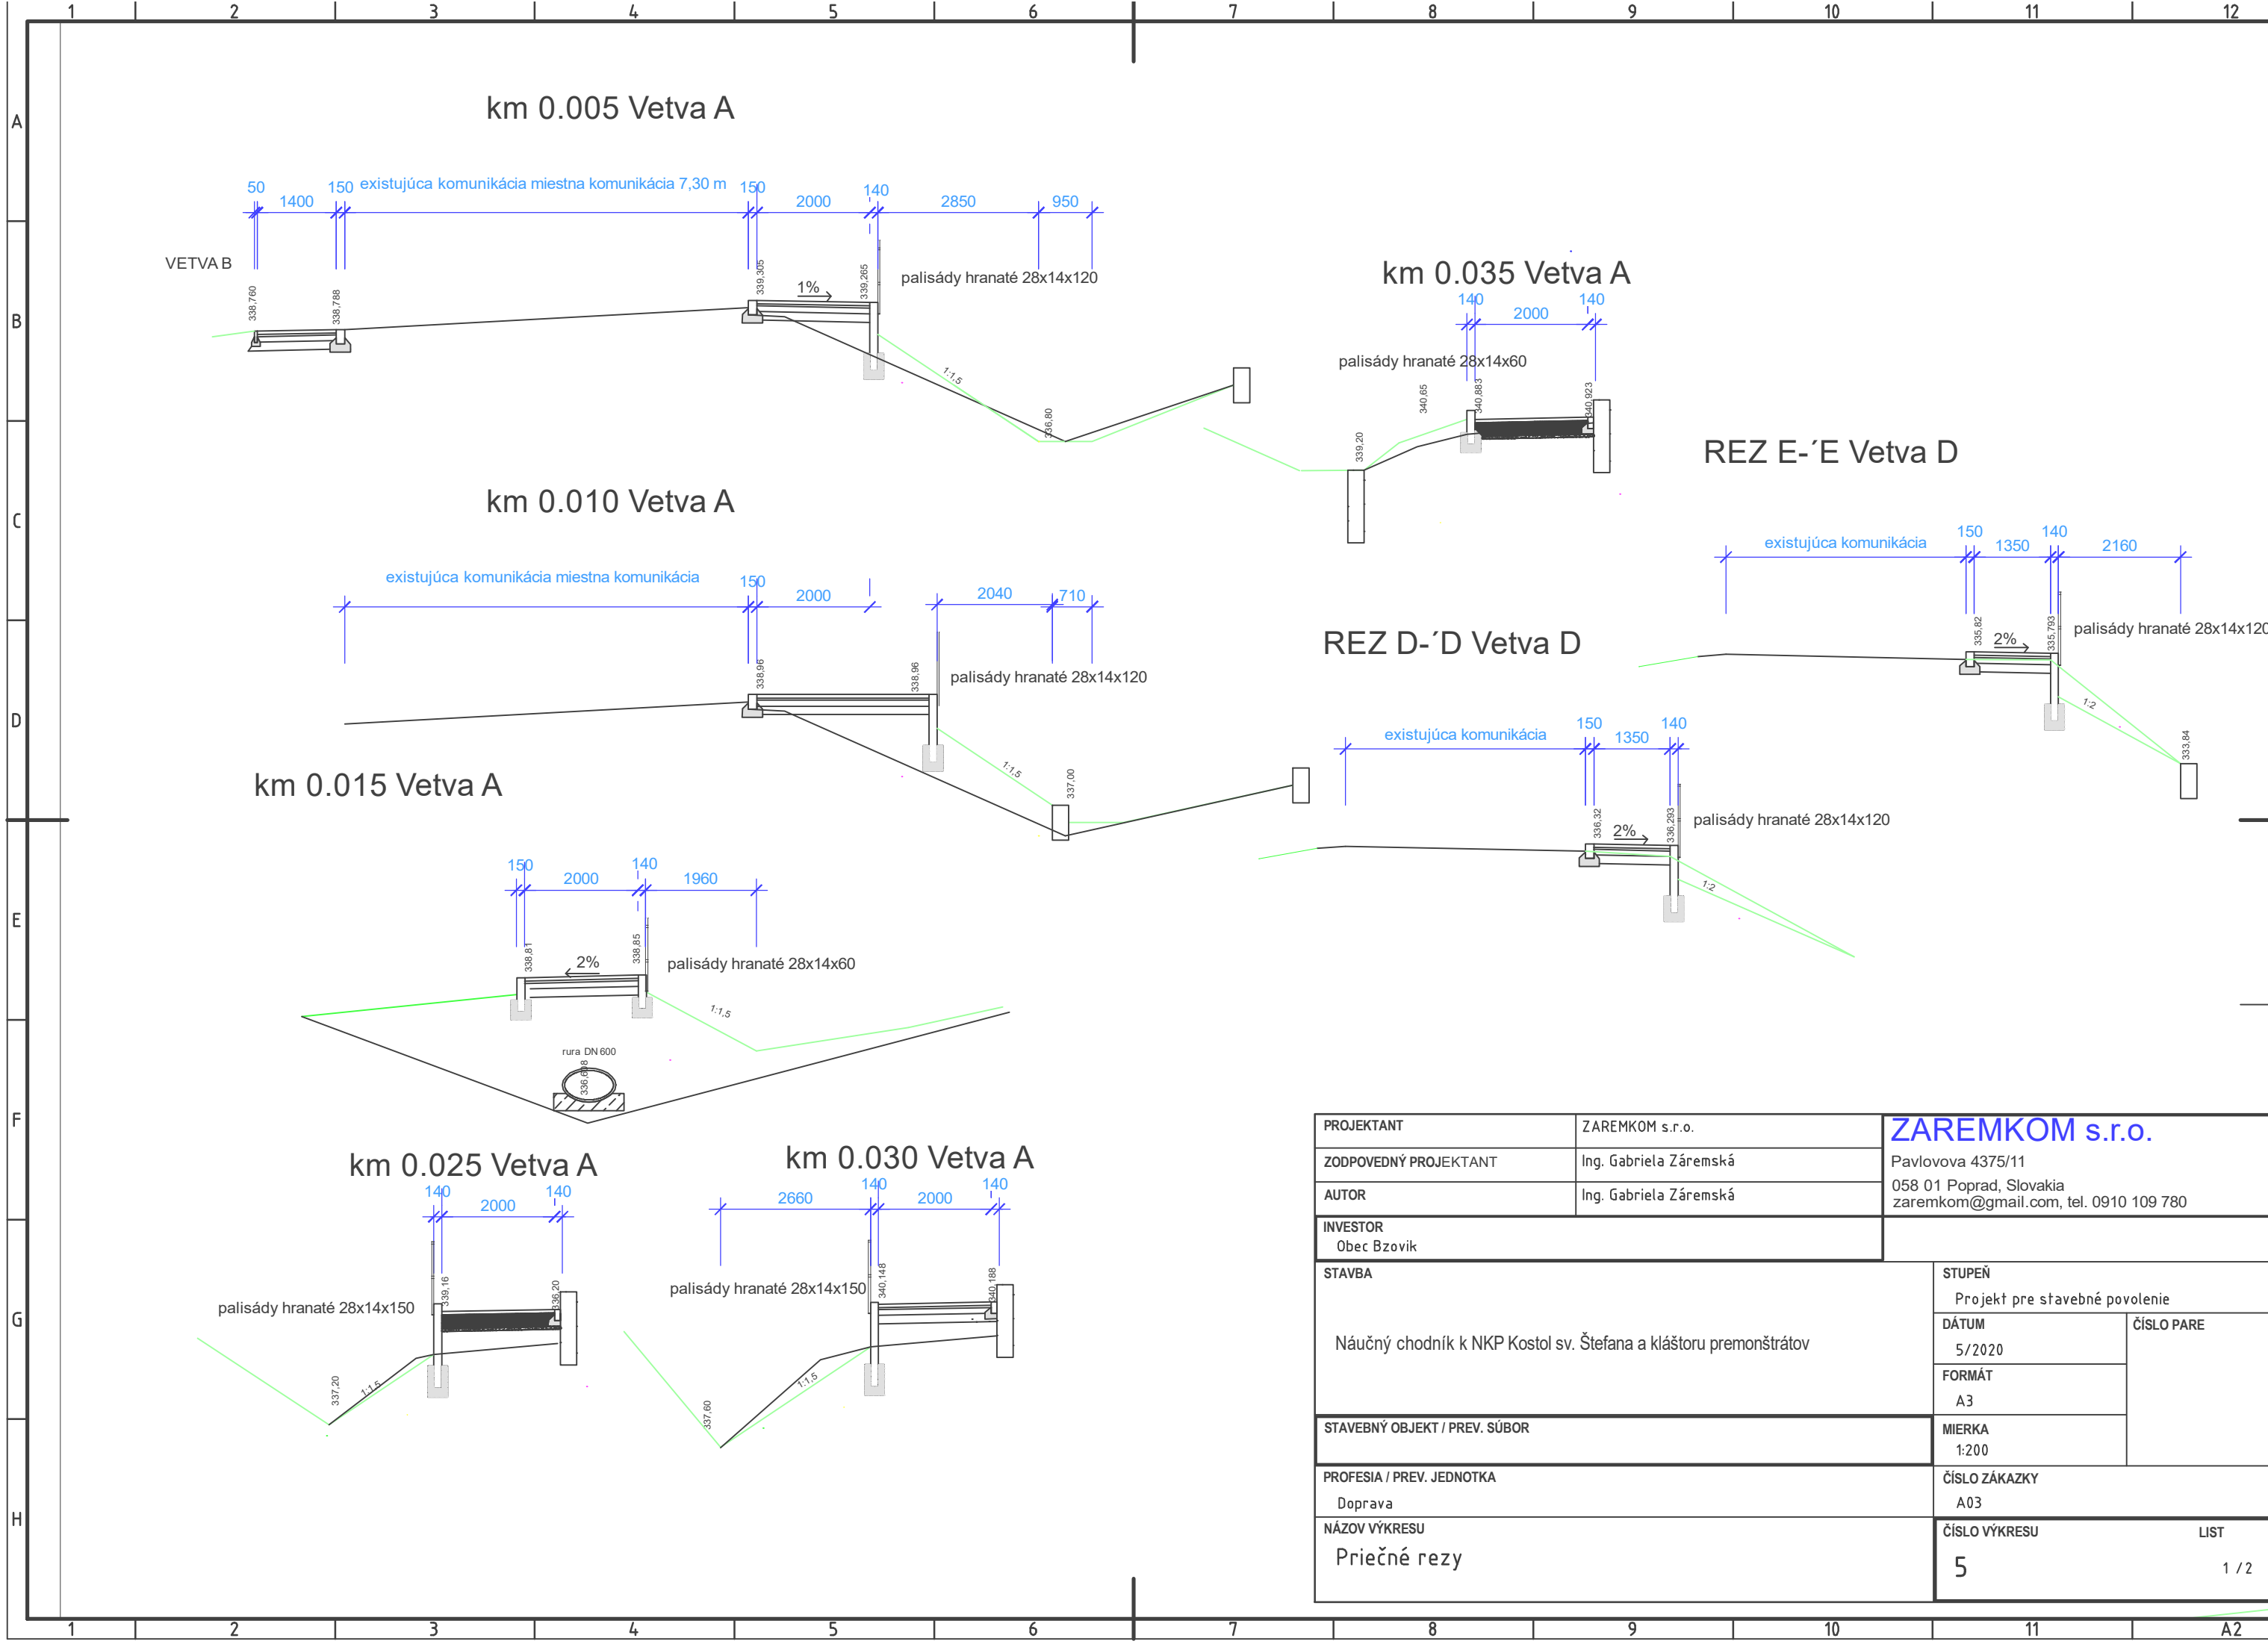 1 2 3 4 5 6 7 8 9 10 11 12
A
B
C
D
E
F
G
H
km 0.005 Vetva A
50 1400 150 existujúca komunikácia miestna komunikácia 7,30 m 150 2000 140 2850 950
VETVA B
338,760
338,788
339,305
1%
339,265
palisády hranaté 28x14x120
1:1,5
336,80
km 0.035 Vetva A
140 2000 140
palisády hranaté 28x14x60
339,20
340,65
340,883
340,923
REZ E-´E Vetva D
existujúca komunikácia 150 1350 140 2160
335,82
2%
335,793
palisády hranaté 28x14x120
1:2
333,84
km 0.010 Vetva A
existujúca komunikácia miestna komunikácia 150 2000 2040 710
338,96
338,96
palisády hranaté 28x14x120
1:1,5
337,00
REZ D-´D Vetva D
existujúca komunikácia 150 1350 140
336,32
2%
336,293
palisády hranaté 28x14x120
1:2
km 0.015 Vetva A
150 2000 140 1960
338,81
2%
338,85
palisády hranaté 28x14x60
1:1,5
rura DN 600
336,608
km 0.025 Vetva A
140 2000 140
339,16
336,20
palisády hranaté 28x14x150
337,20
1:1,5
km 0.030 Vetva A
2660 140 2000 140
palisády hranaté 28x14x150
340,148
340,188
337,60
1:1,5
PROJEKTANT ZAREMKOM s.r.o.
ZODPOVEDNÝ PROJEKTANT Ing. Gabriela Záremská
AUTOR Ing. Gabriela Záremská
ZAREMKOM s.r.o.
Pavlovova 4375/11
058 01 Poprad, Slovakia
zaremkom@gmail.com, tel. 0910 109 780
INVESTOR
Obec Bzovik
STAVBA
Náučný chodník k NKP Kostol sv. Štefana a kláštoru premonštrátov
STUPEŇ
Projekt pre stavebné povolenie
DÁTUM
5/2020
ČÍSLO PARE
FORMÁT
A3
STAVEBNÝ OBJEKT / PREV. SÚBOR
MIERKA
1:200
PROFESIA / PREV. JEDNOTKA
Doprava
ČÍSLO ZÁKAZKY
A03
NÁZOV VÝKRESU
Priečné rezy
ČÍSLO VÝKRESU
5
LIST
1 / 2
1 2 3 4 5 6 7 8 9 10 11 A2